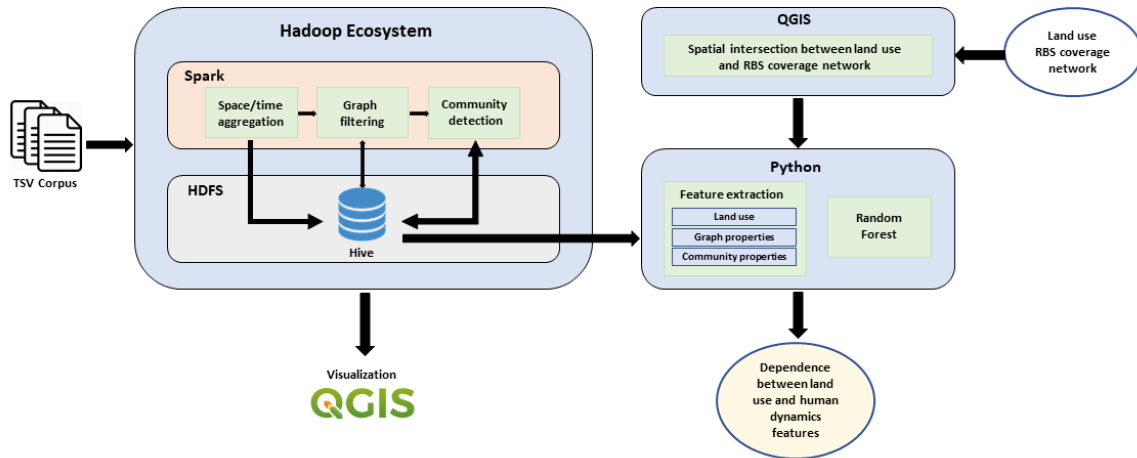 Hadoop Ecosystem
Spark
Space/time
aggregation
Graph
filtering
Community
detection
TSV Corpus
HDFS
Hive
Visualization
QGIS
QGIS
Spatial intersection between land use
and RBS coverage network
Land use
RBS coverage
network
Python
Feature extraction
Land use
Graph properties
Community properties
Random
Forest
Dependence
between land
use and human
dynamics
features